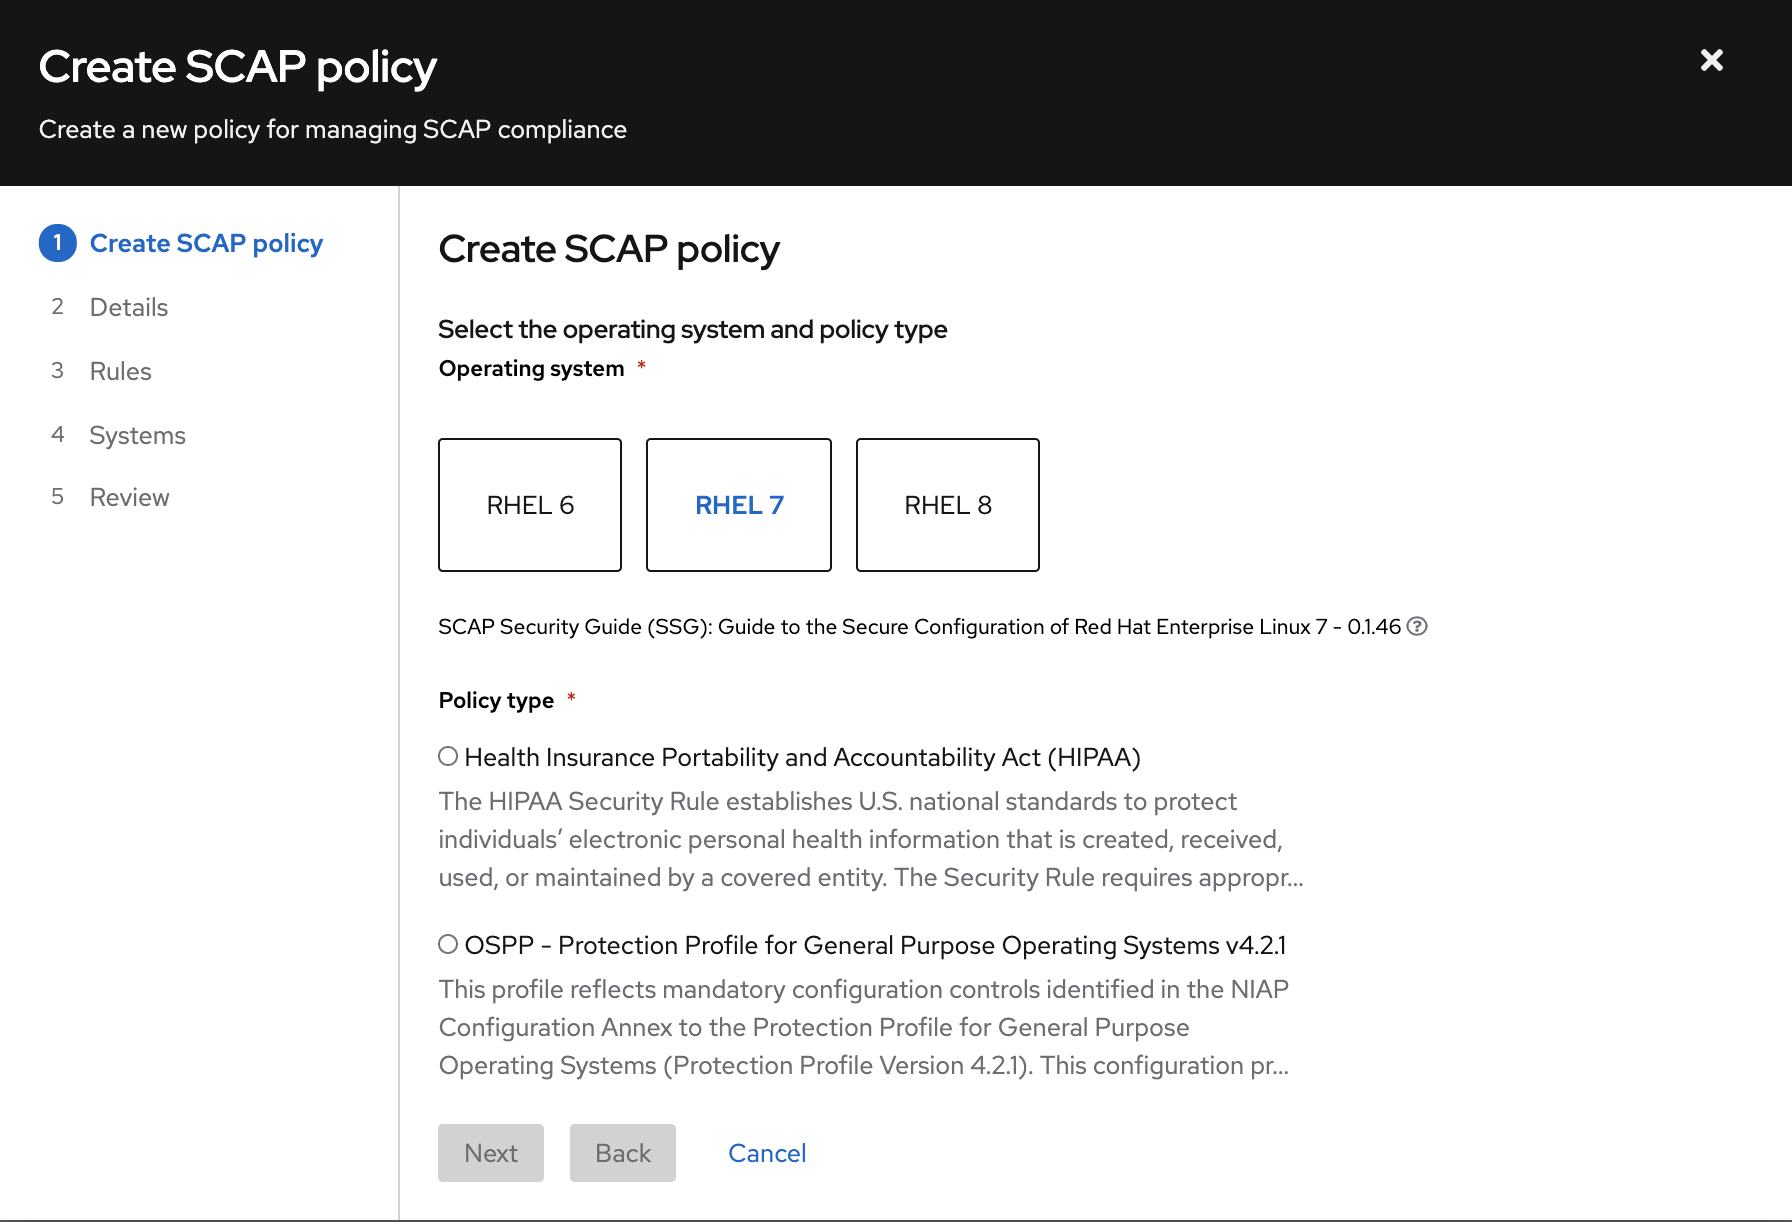 Create SCAP policy
Create a new policy for managing SCAP compliance
1 Create SCAP policy
2 Details
3 Rules
4 Systems
5 Review
Create SCAP policy
Select the operating system and policy type
Operating system *
RHEL 6
RHEL 7
RHEL 8
SCAP Security Guide (SSG): Guide to the Secure Configuration of Red Hat Enterprise Linux 7 - 0.1.46 ?
Policy type *
Health Insurance Portability and Accountability Act (HIPAA)
The HIPAA Security Rule establishes U.S. national standards to protect
individuals’ electronic personal health information that is created, received,
used, or maintained by a covered entity. The Security Rule requires appropr...
OSPP - Protection Profile for General Purpose Operating Systems v4.2.1
This profile reflects mandatory configuration controls identified in the NIAP
Configuration Annex to the Protection Profile for General Purpose
Operating Systems (Protection Profile Version 4.2.1). This configuration pr...
Next
Back
Cancel